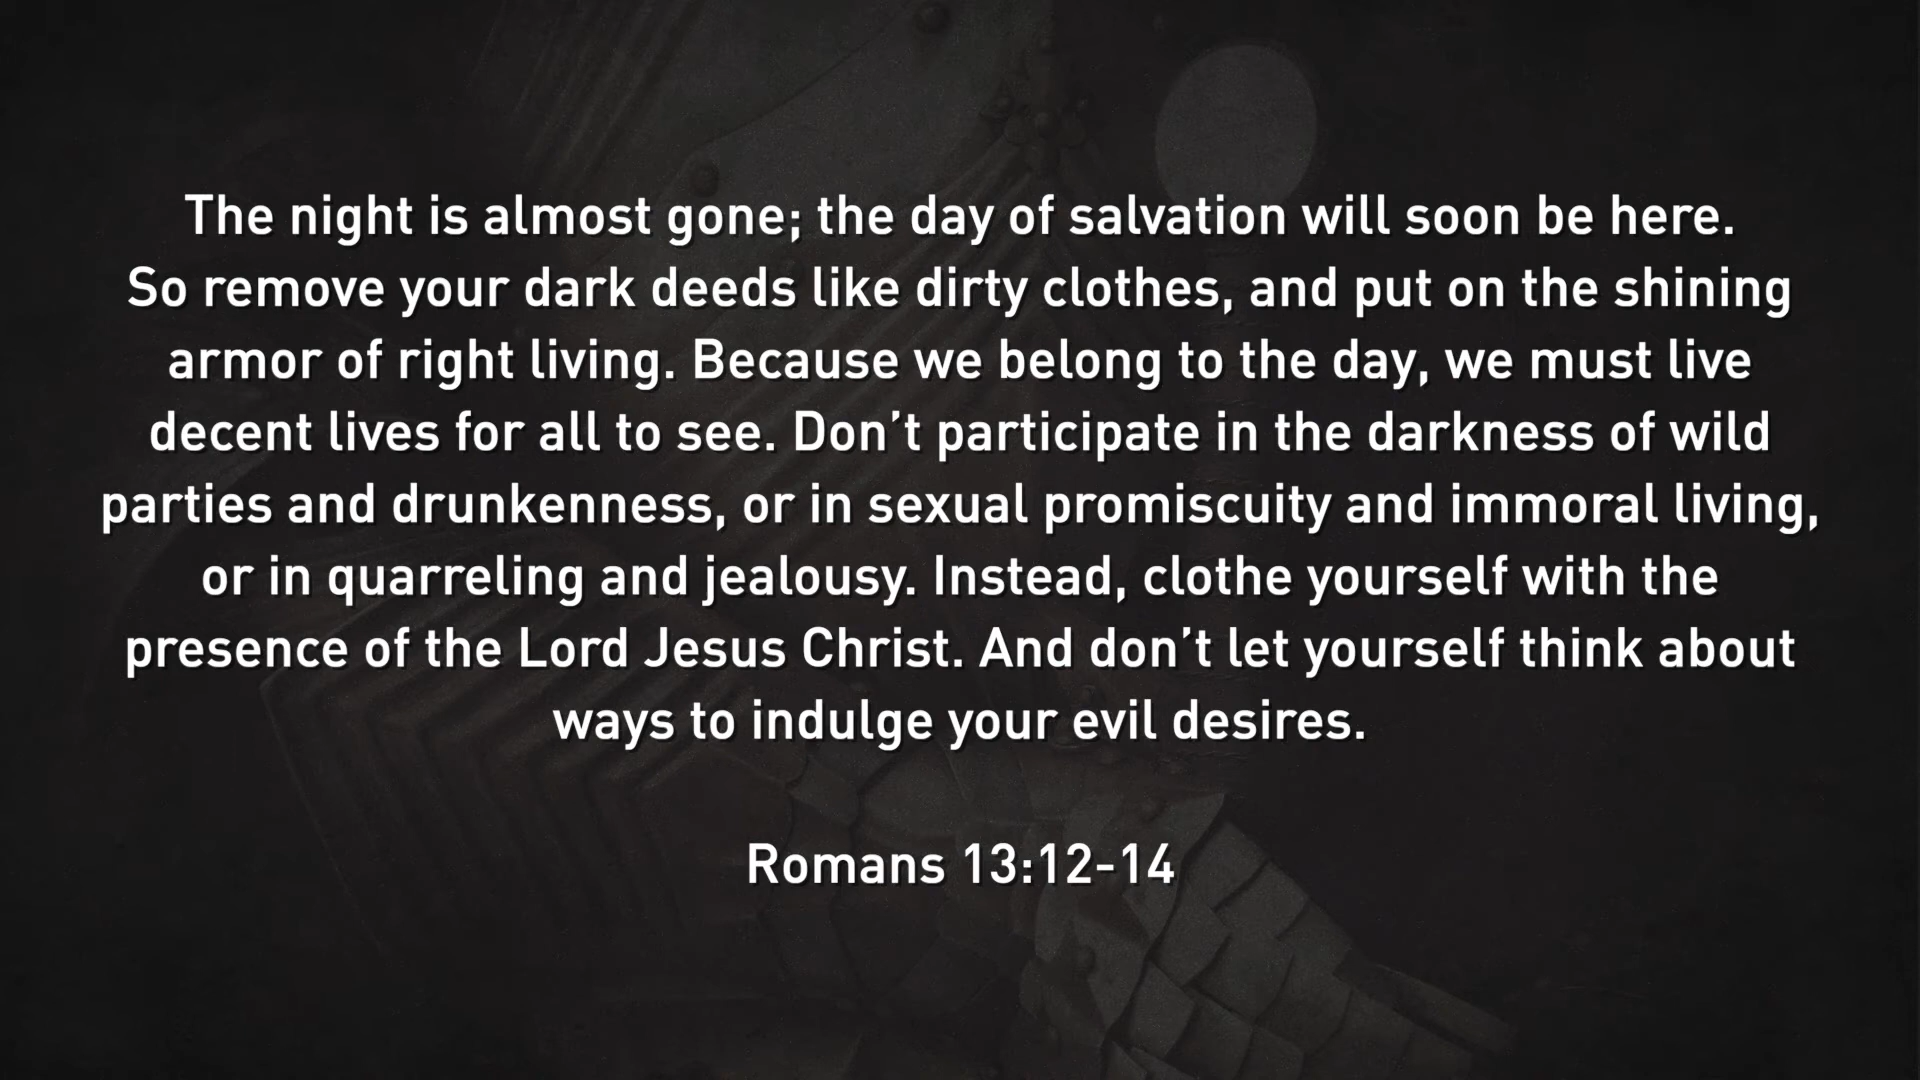 The night is almost gone; the day of salvation will soon be here.
So remove your dark deeds like dirty clothes, and put on the shining
armor of right living. Because we belong to the day, we must live
decent lives for all to see. Don’t participate in the darkness of wild
parties and drunkenness, or in sexual promiscuity and immoral living,
or in quarreling and jealousy. Instead, clothe yourself with the
presence of the Lord Jesus Christ. And don’t let yourself think about
ways to indulge your evil desires.
Romans 13:12-14